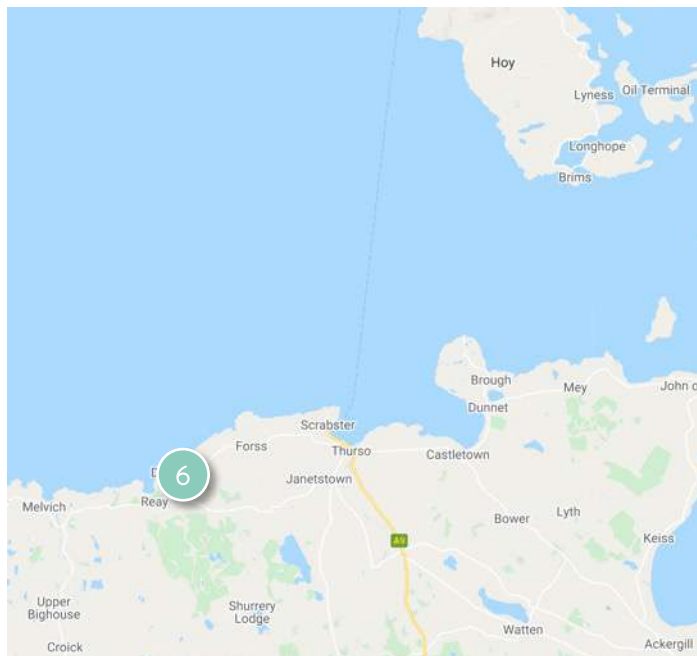 Hoy
Lyness
Oil Terminal
Longhope
Brims
Brough
Mey
John o
Dunnet
Scrabster
Forss
Thurso
Castletown
D
6
Janetstown
Reay
Melvich
Bower
Lyth
Keiss
A9
Upper
Bighouse
Shurrery
Lodge
Watten
Croick
Ackergill